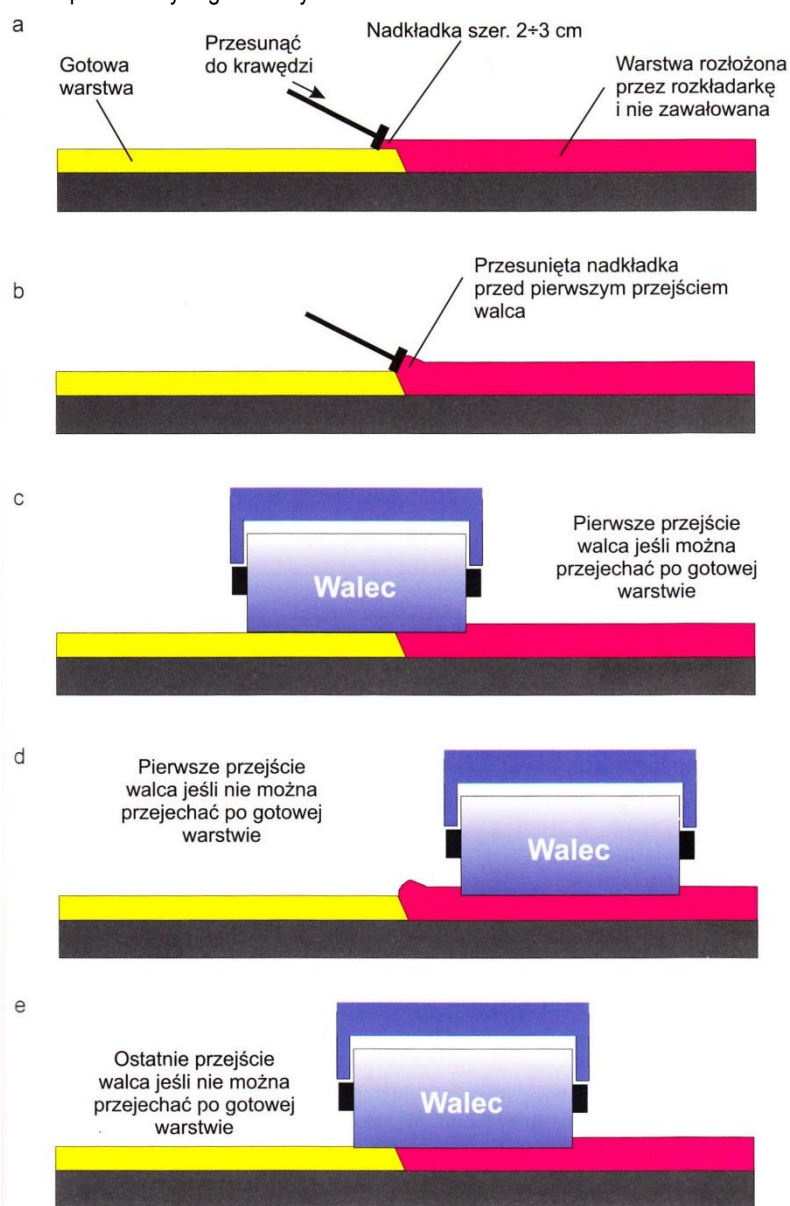 a
Przesunąć
do krawędzi
Nadkładka szer. 2÷3 cm
Gotowa
warstwa
Warstwa rozłożona
przez rozkładarkę
i nie zawałowana
b
Przesunięta nadkładka
przed pierwszym przejściem
walca
c
Walec
Pierwsze przejście
walca jeśli można
przejechać po gotowej
warstwie
d
Pierwsze przejście
walca jeśli nie można
przejechać po gotowej
warstwie
Walec
e
Ostatnie przejście
walca jeśli nie można
przejechać po gotowej
warstwie
Walec